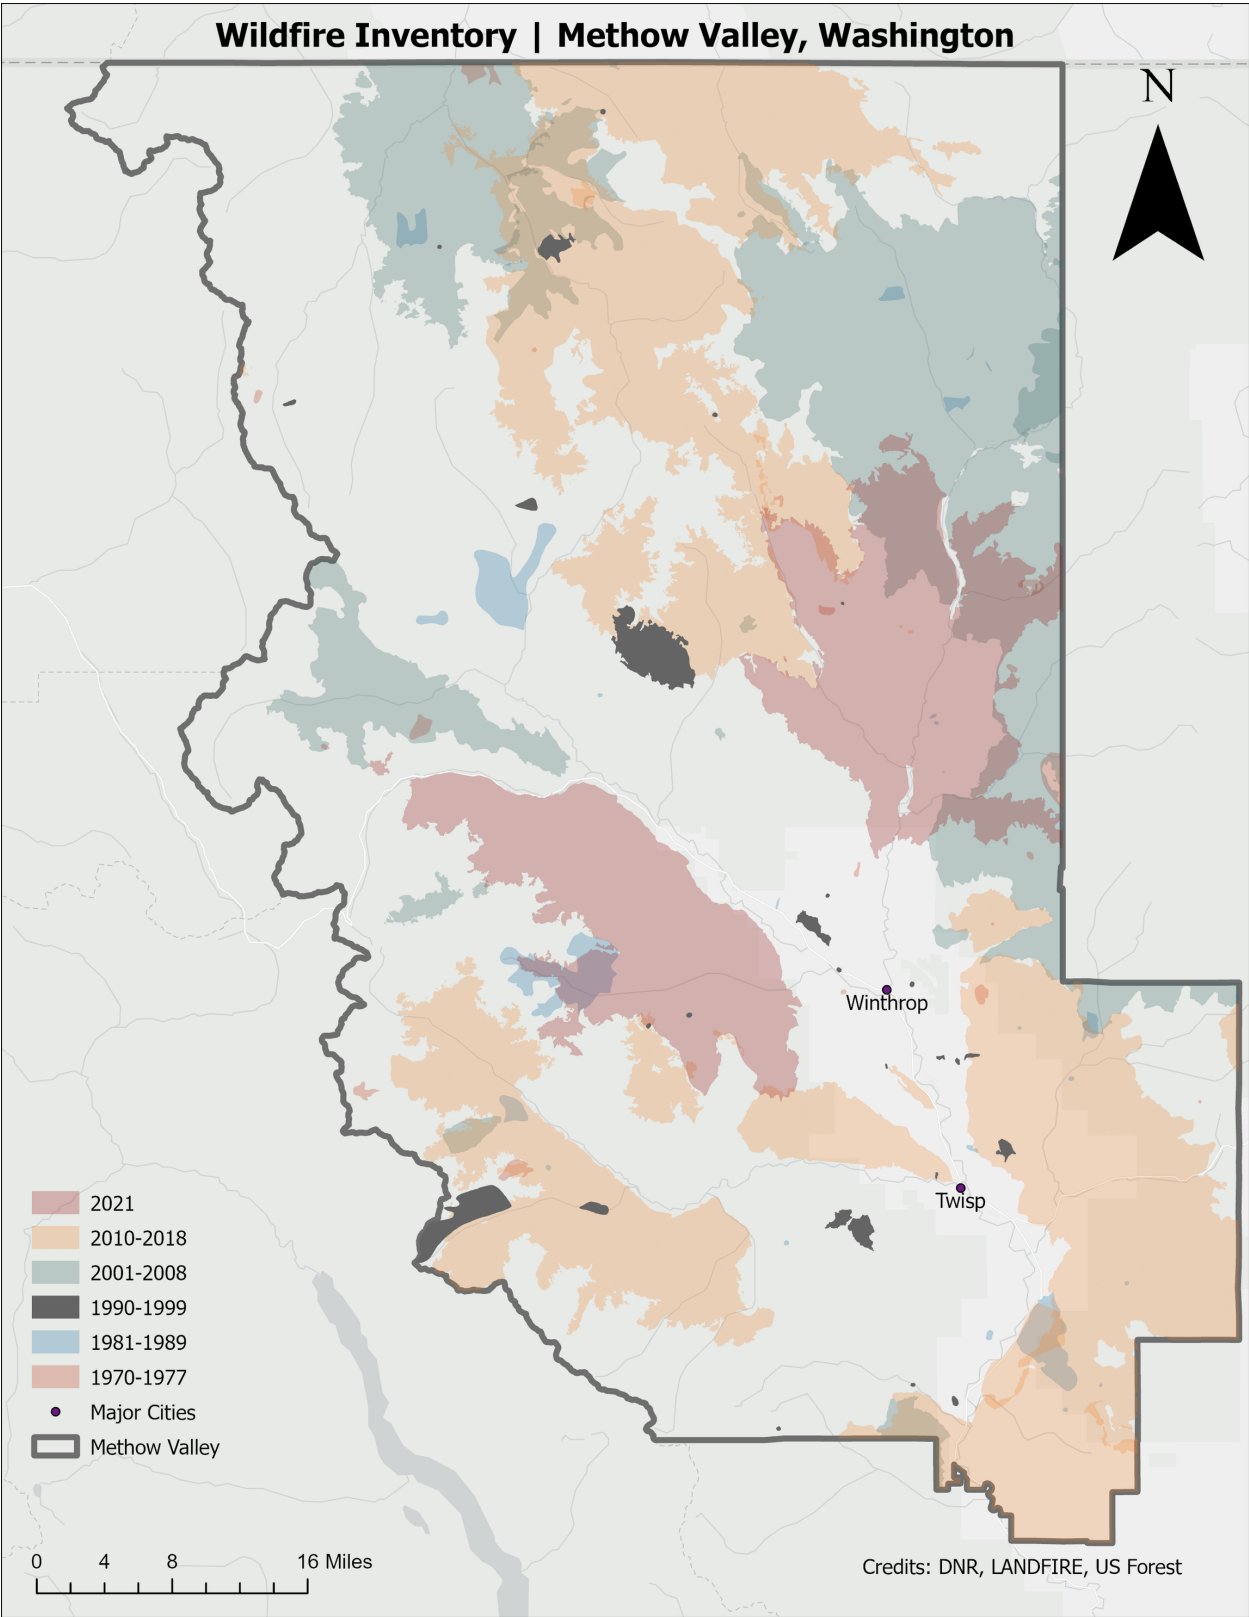 Wildfire Inventory | Methow Valley, Washington
N
Winthrop
Twisp
2021
2010-2018
2001-2008
1990-1999
1981-1989
1970-1977
Major Cities
Methow Valley
0 4 8 16 Miles
Credits: DNR, LANDFIRE, US Forest